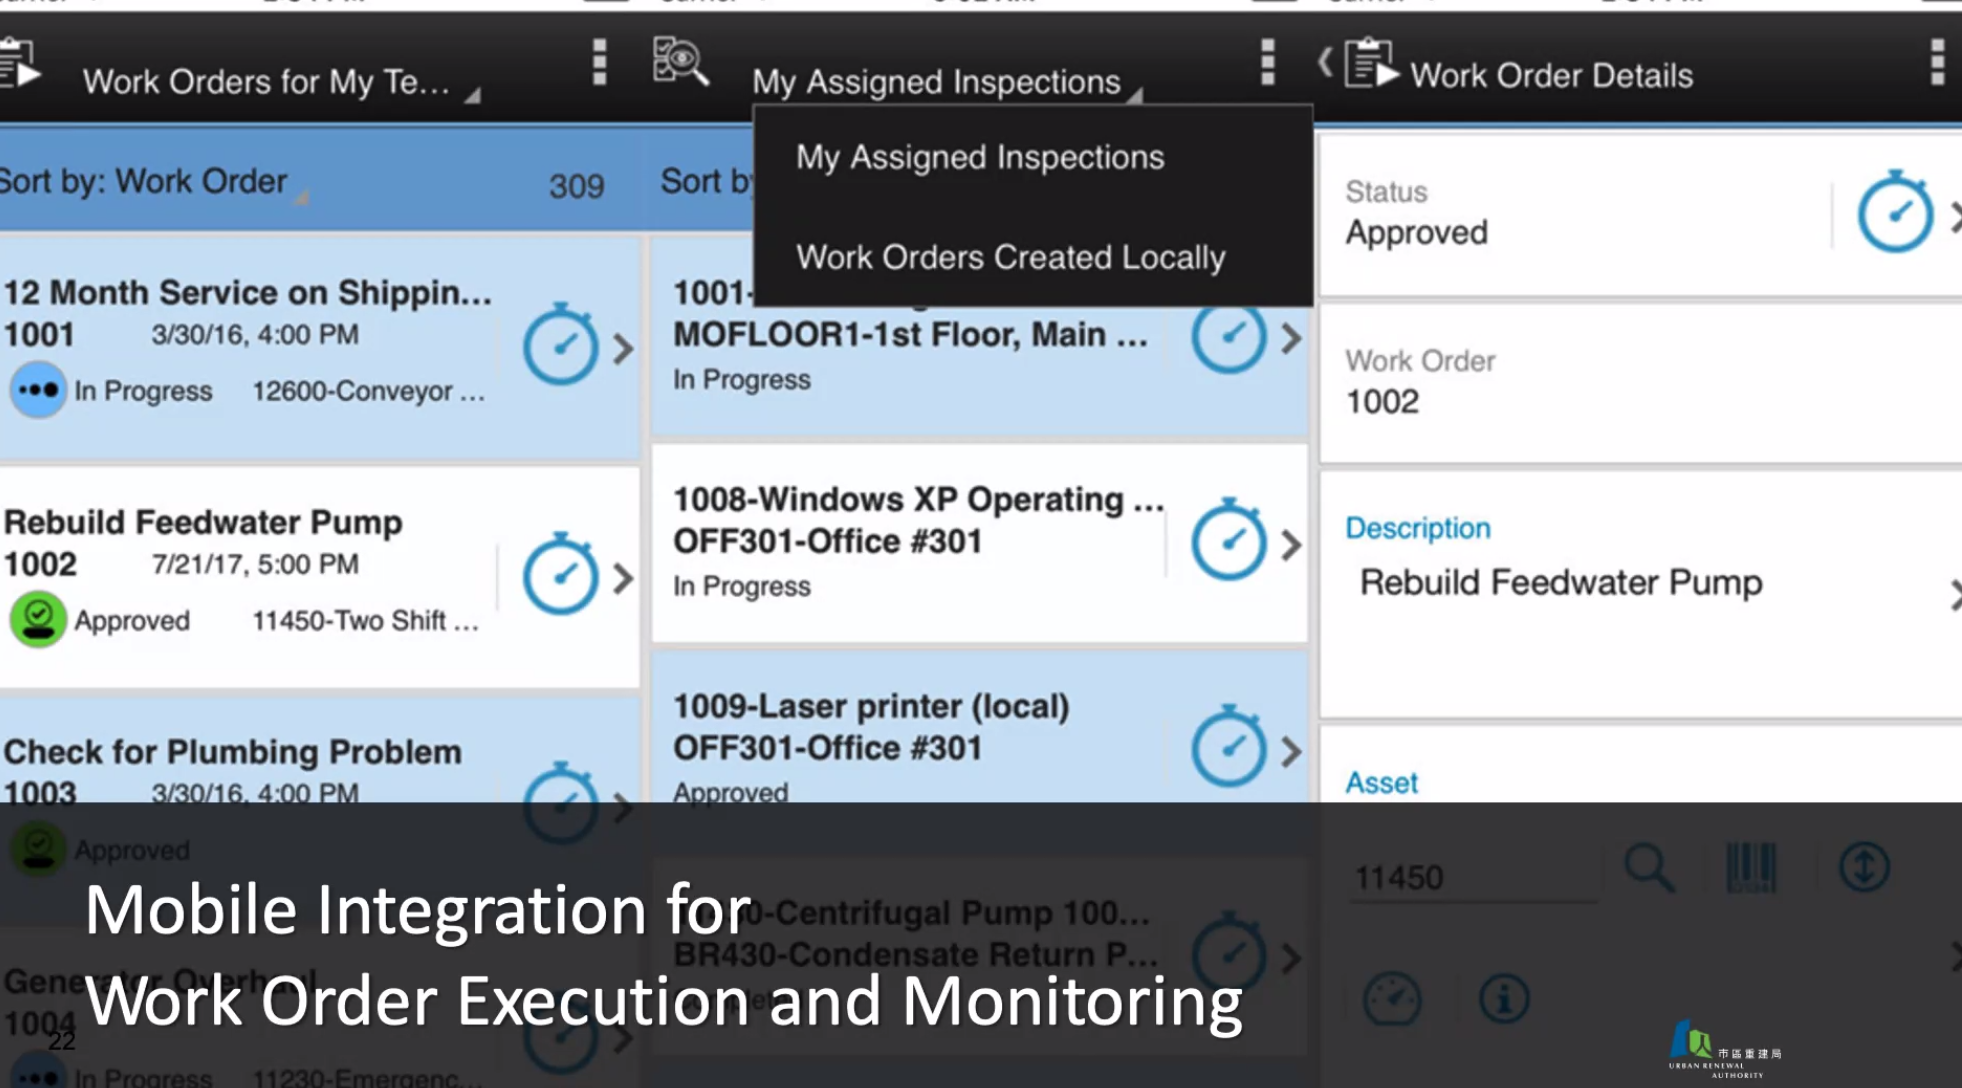 Work Orders for My Te...
Sort by: Work Order
309
12 Month Service on Shippin...
1001 3/30/16, 4:00 PM
In Progress 12600-Conveyor ...
Rebuild Feedwater Pump
1002 7/21/17, 5:00 PM
Approved 11450-Two Shift ...
Check for Plumbing Problem
1003 3/30/16, 4:00 PM
Approved
Generator Overhaul
1004
In Progress 11230-Emergenc...
My Assigned Inspections
My Assigned Inspections
Work Orders Created Locally
Sort by
1001-
MOFLOOR1-1st Floor, Main ...
In Progress
1008-Windows XP Operating ...
OFF301-Office #301
In Progress
1009-Laser printer (local)
OFF301-Office #301
Approved
-Centrifugal Pump 100...
BR430-Condensate Return P...
Work Order Details
Status
Approved
Work Order
1002
Description
Rebuild Feedwater Pump
Asset
11450
Mobile Integration for
Work Order Execution and Monitoring
22
市區重建局
URBAN RENEWAL
AUTHORITY